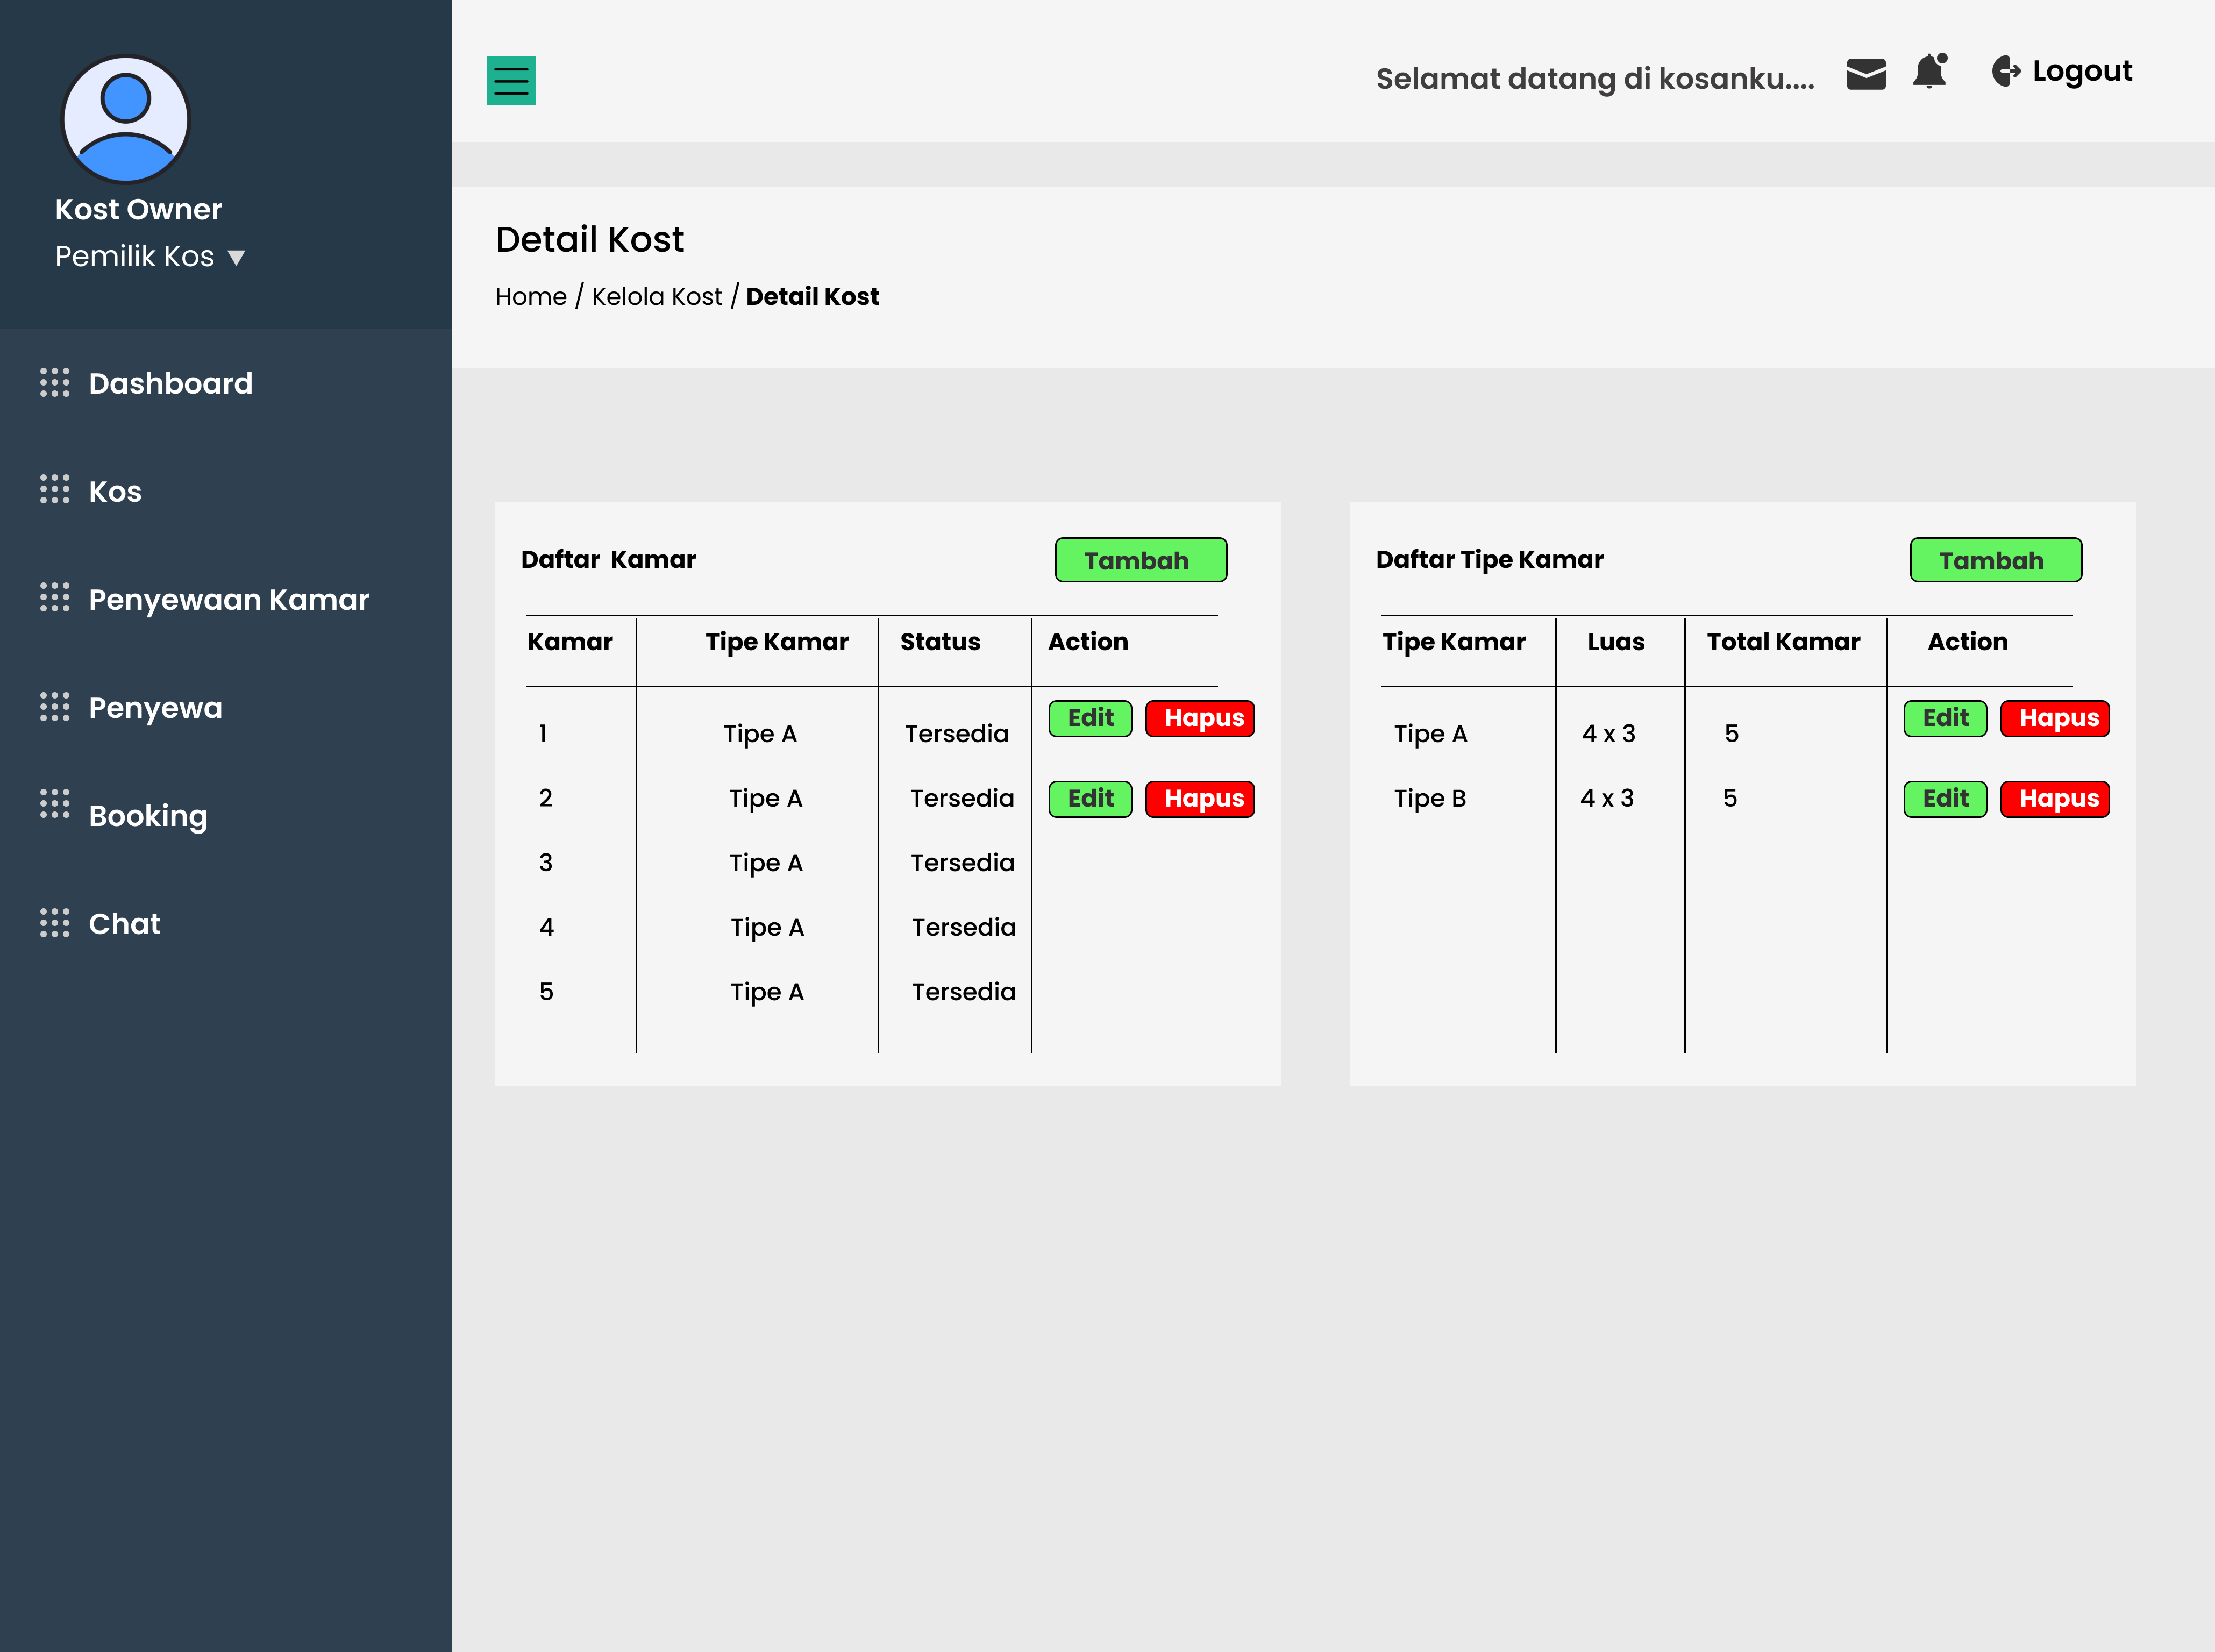 Kost Owner
Pemilik Kos
Dashboard
Kos
Penyewaan Kamar
Penyewa
Booking
Chat
Selamat datang di kosanku....
Logout
Detail Kost
Home / Kelola Kost / Detail Kost
Daftar Kamar
Tambah
Kamar Tipe Kamar Status Action
1 Tipe A Tersedia Edit Hapus
2 Tipe A Tersedia Edit Hapus
3 Tipe A Tersedia
4 Tipe A Tersedia
5 Tipe A Tersedia
Daftar Tipe Kamar
Tambah
Tipe Kamar Luas Total Kamar Action
Tipe A 4 x 3 5 Edit Hapus
Tipe B 4 x 3 5 Edit Hapus